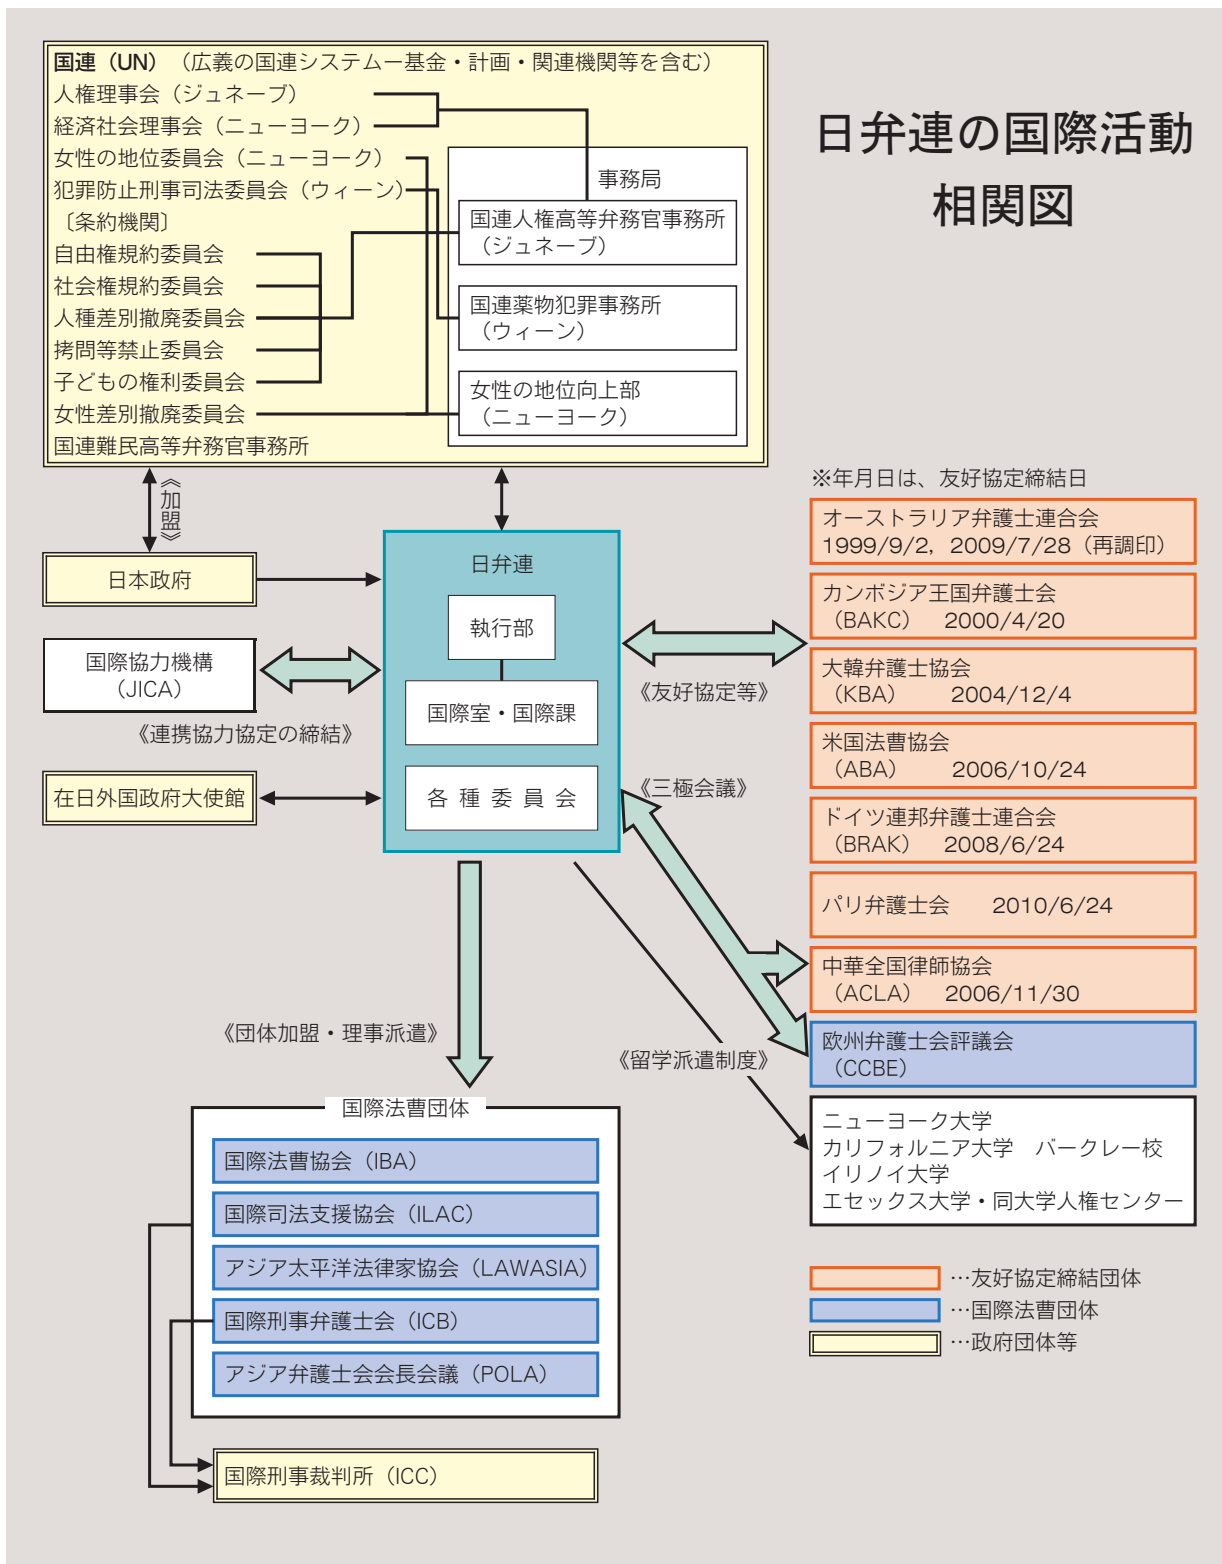 日弁連の国際活動
相関図
国連（UN）（広義の国連システムー基金・計画・関連機関等を含む）
人権理事会（ジュネーブ）
経済社会理事会（ニューヨーク）
女性の地位委員会（ニューヨーク）
犯罪防止刑事司法委員会（ウィーン）
〔条約機関〕
自由権規約委員会
社会権規約委員会
人種差別撤廃委員会
拷問等禁止委員会
子どもの権利委員会
女性差別撤廃委員会
国連難民高等弁務官事務所
事務局
国連人権高等弁務官事務所
（ジュネーブ）
国連薬物犯罪事務所
（ウィーン）
女性の地位向上部
（ニューヨーク）
《加盟》
日本政府
国際協力機構
（JICA）
《連携協力協定の締結》
在日外国政府大使館
日弁連
執行部
国際室・国際課
各種委員会
《友好協定等》
《三極会議》
※年月日は、友好協定締結日
オーストラリア弁護士連合会
1999/9/2，2009/7/28（再調印）
カンボジア王国弁護士会
（BAKC） 2000/4/20
大韓弁護士協会
（KBA） 2004/12/4
米国法曹協会
（ABA） 2006/10/24
ドイツ連邦弁護士連合会
（BRAK） 2008/6/24
パリ弁護士会 2010/6/24
中華全国律師協会
（ACLA） 2006/11/30
欧州弁護士会評議会
（CCBE）
《留学派遣制度》
ニューヨーク大学
カリフォルニア大学 バークレー校
イリノイ大学
エセックス大学・同大学人権センター
《団体加盟・理事派遣》
国際法曹団体
国際法曹協会（IBA）
国際司法支援協会（ILAC）
アジア太平洋法律家協会（LAWASIA）
国際刑事弁護士会（ICB）
アジア弁護士会会長会議（POLA）
国際刑事裁判所（ICC）
…友好協定締結団体
…国際法曹団体
…政府団体等